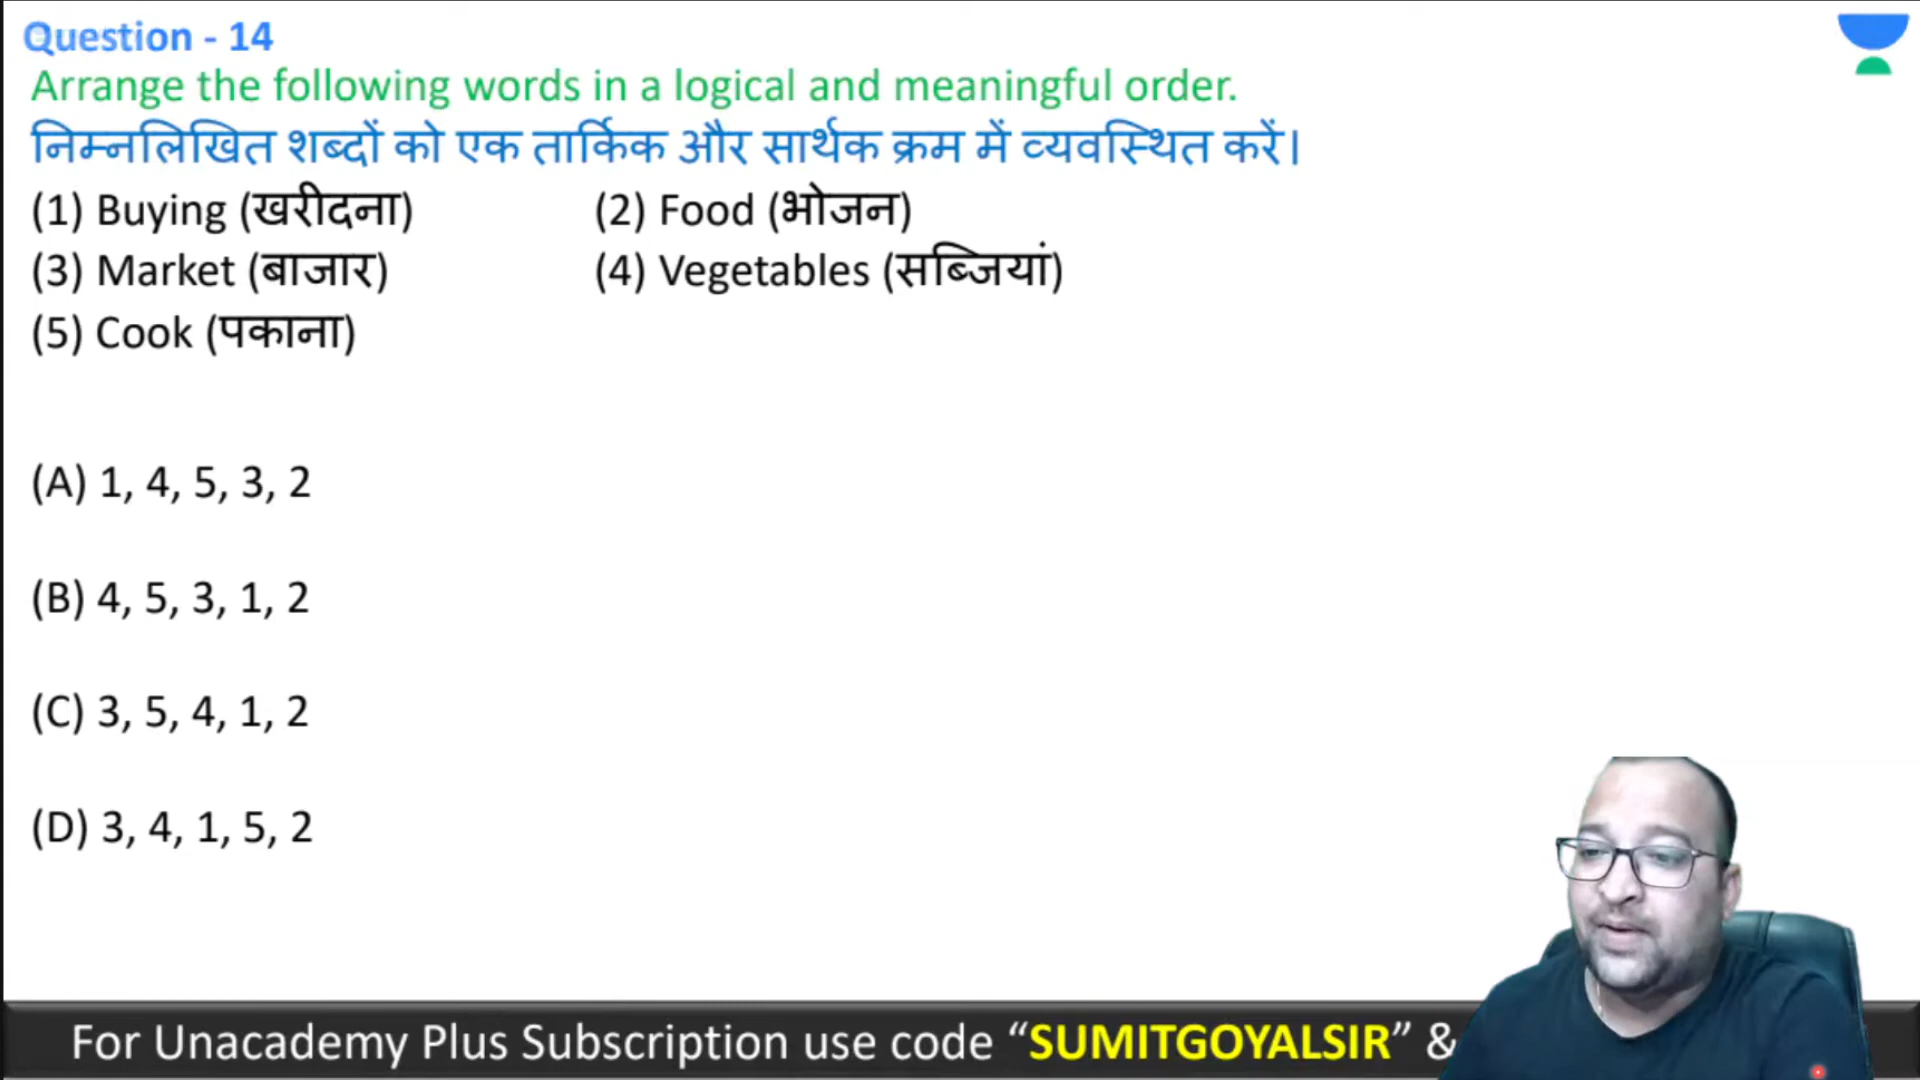 Question - 14
Arrange the following words in a logical and meaningful order.
निम्नलिखित शब्दों को एक तार्किक और सार्थक क्रम में व्यवस्थित करें।
(1) Buying (खरीदना) (2) Food (भोजन)
(3) Market (बाजार) (4) Vegetables (सब्जियां)
(5) Cook (पकाना)
(A) 1, 4, 5, 3, 2
(B) 4, 5, 3, 1, 2
(C) 3, 5, 4, 1, 2
(D) 3, 4, 1, 5, 2
For Unacademy Plus Subscription use code “SUMITGOYALSIR” &